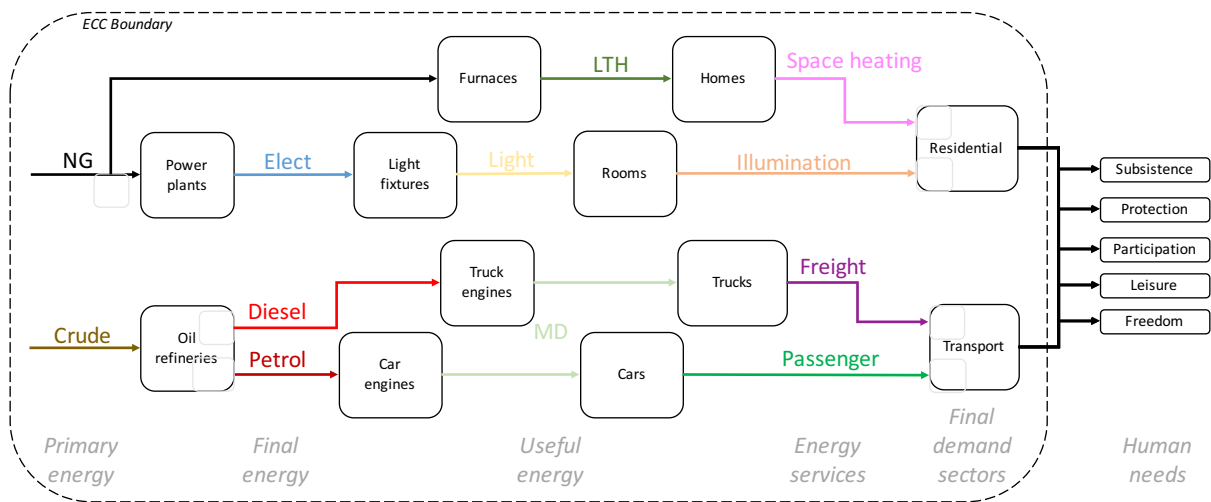 ECC Boundary
Furnaces
LTH
Homes
Space heating
NG
Power
plants
Elect
Light
fixtures
Light
Rooms
Illumination
Residential
Subsistence
Protection
Participation
Leisure
Freedom
Crude
Oil
refineries
Diesel
Truck
engines
MD
Trucks
Freight
Petrol
Car
engines
Cars
Passenger
Transport
Primary
energy
Final
energy
Useful
energy
Energy
services
Final
demand
sectors
Human
needs